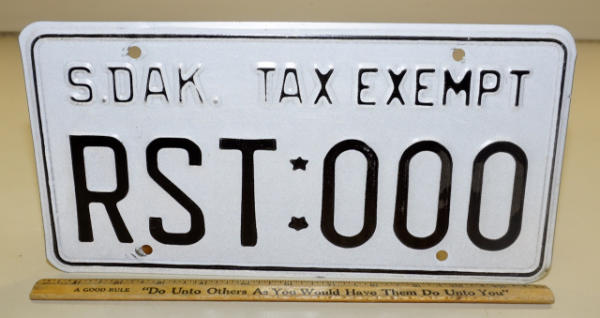 S.DAK. TAX EXEMPT
RST:000
A GOOD RULE "Do Unto Others As You Would Have Them Do Unto You"